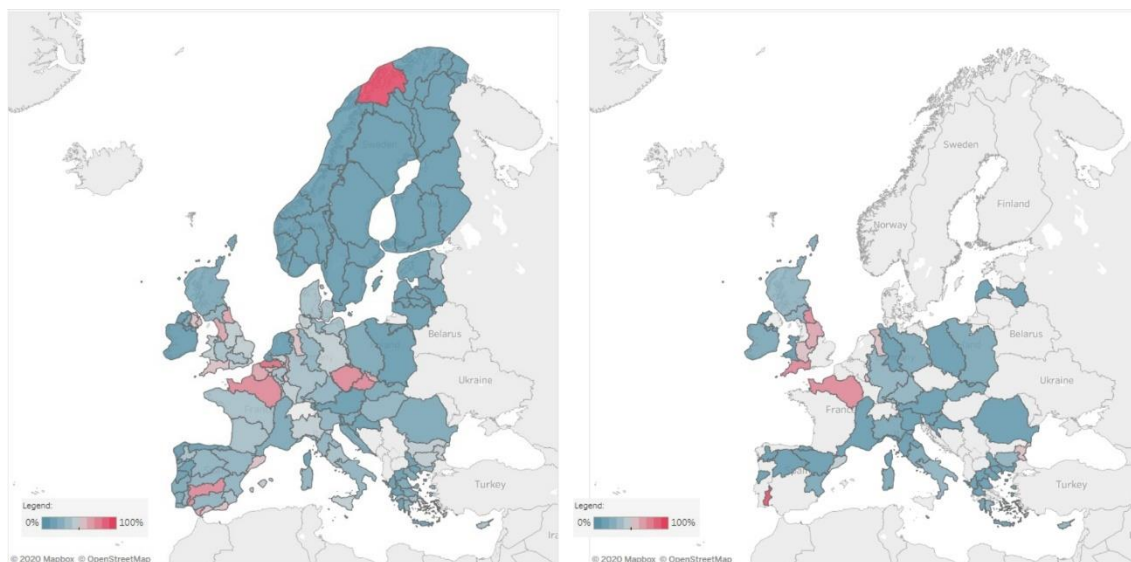 Sweden
Belarus
Ukraine
Turkey
Legend:
0%
100%
© 2020 Mapbox © OpenStreetMap
Sweden
Finland
Norway
Belarus
Ukraine
France
Turkey
Legend:
0%
100%
© 2020 Mapbox © OpenStreetMap